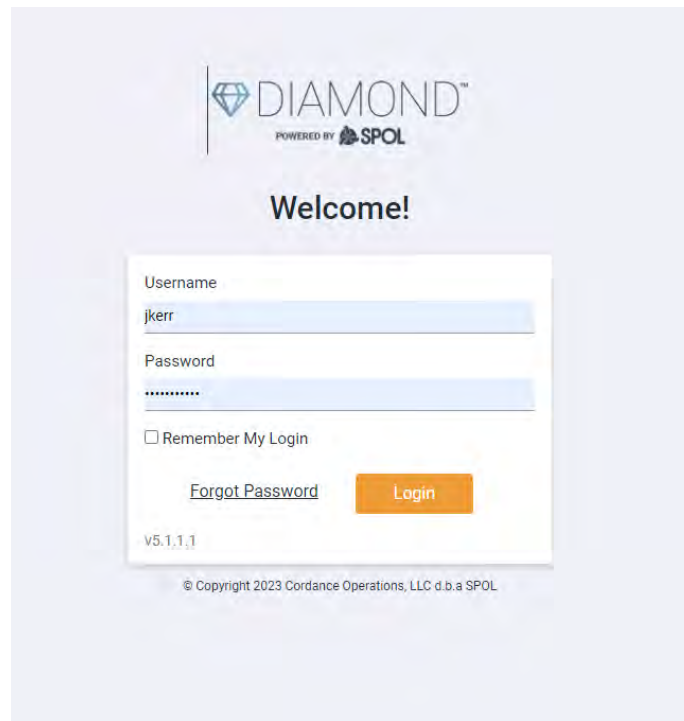 DIAMOND™
POWERED BY SPOL
Welcome!
Username
jkerr
Password
•••••••••••
Remember My Login
Forgot Password
Login
v5.1.1.1
© Copyright 2023 Cordance Operations, LLC d.b.a SPOL